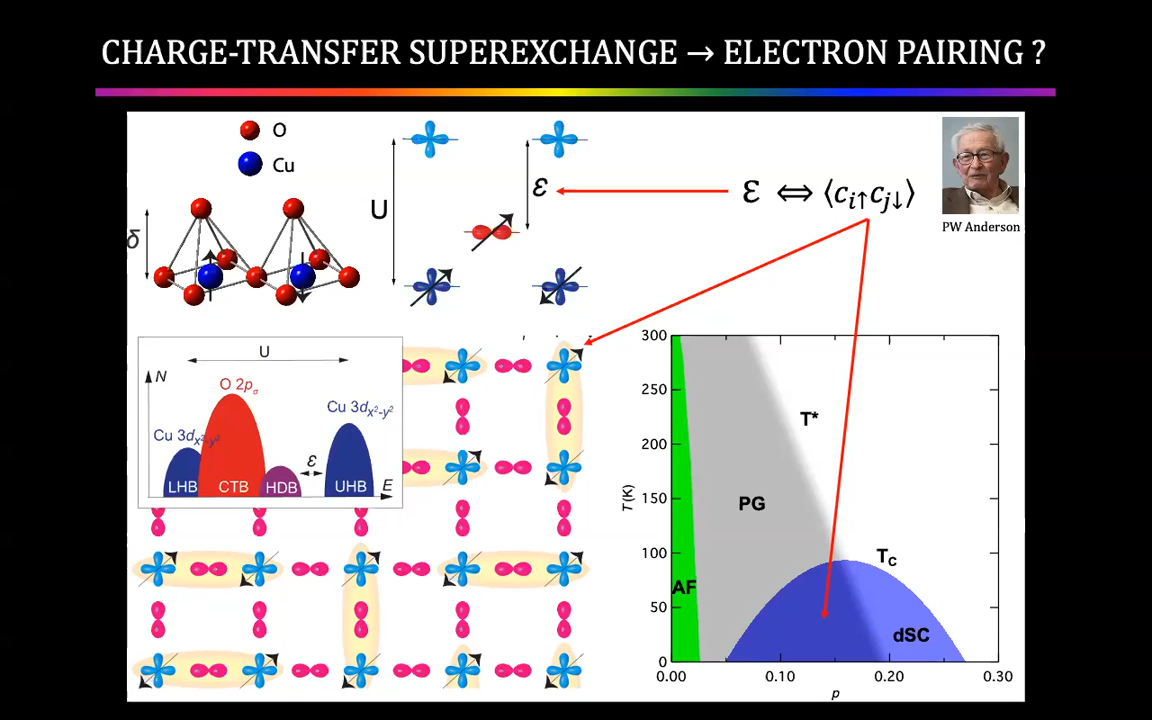 CHARGE-TRANSFER SUPEREXCHANGE → ELECTRON PAIRING ?
O
Cu
δ
U
ℰ
ℰ ⇔ ⟨c_{i↑}c_{j↓}⟩
PW Anderson
U
N
O 2p_σ
Cu 3d_{x²-y²}
Cu 3d_{x²-y²}
ℰ
LHB
CTB
HDB
UHB
E
300
250
200
150
100
50
0
T(K)
T*
PG
T_C
AF
dSC
0.00
0.10
0.20
0.30
p